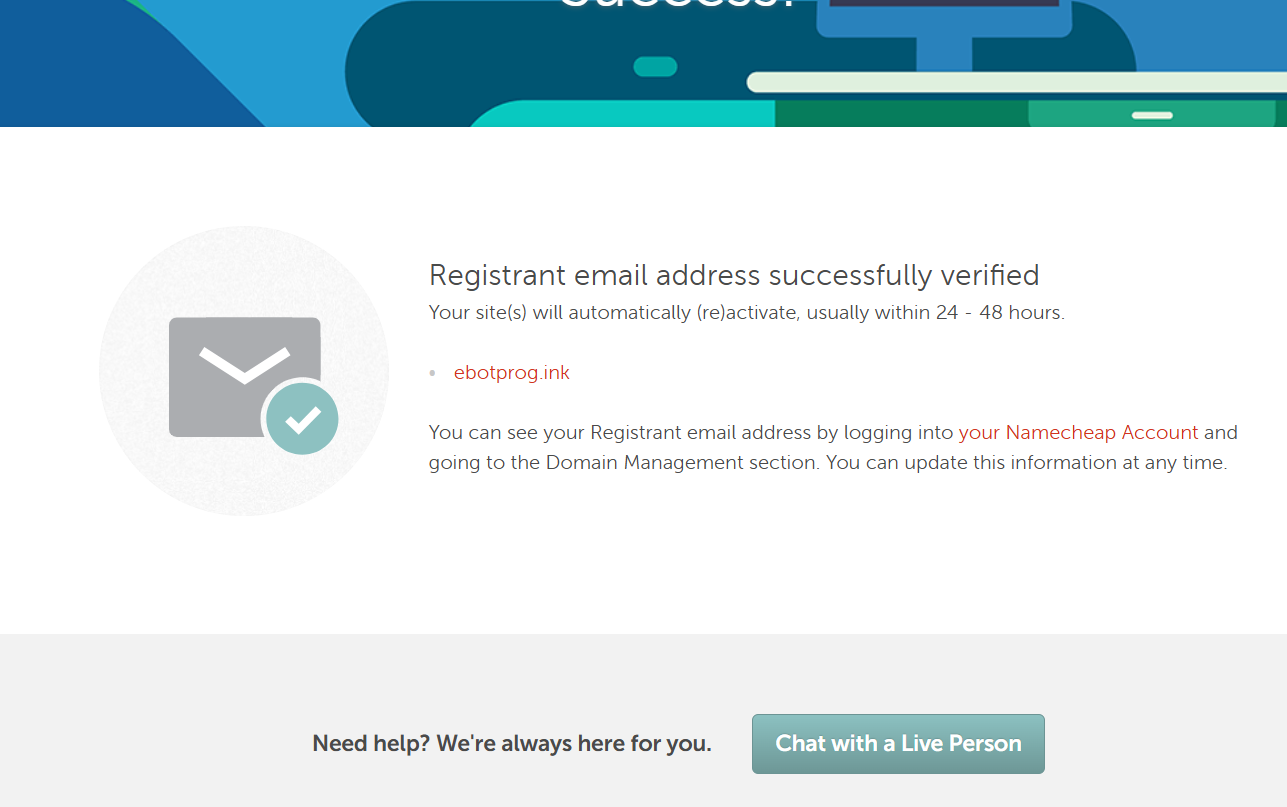 Success!
Registrant email address successfully verified
Your site(s) will automatically (re)activate, usually within 24 - 48 hours.
ebotprog.ink
You can see your Registrant email address by logging into your Namecheap Account and
going to the Domain Management section. You can update this information at any time.
Need help? We're always here for you.
Chat with a Live Person